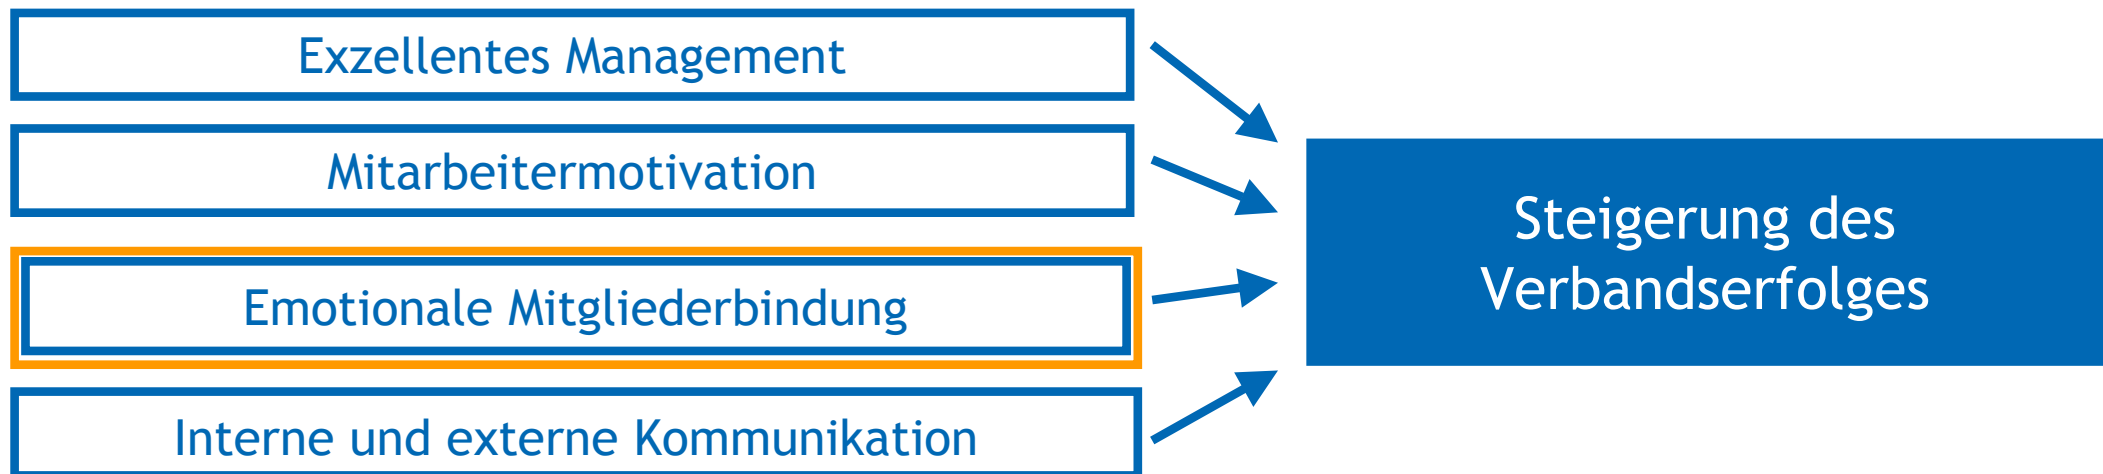 Exzellentes Management
Mitarbeitermotivation
Emotionale Mitgliederbindung
Interne und externe Kommunikation
Steigerung des
Verbandserfolges